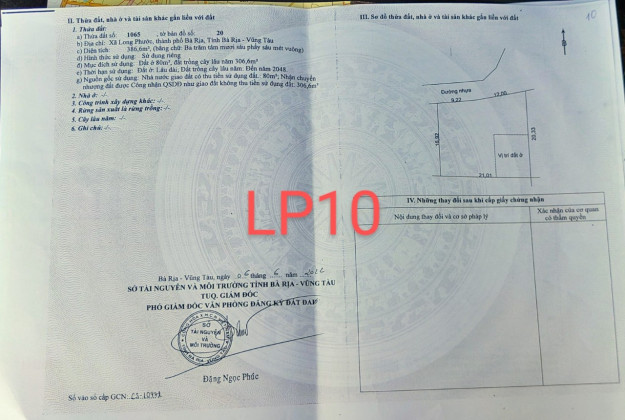 II. Thửa đất, nhà ở và tài sản khác gắn liền với đất
1. Thửa đất:
a) Thửa đất số: 1065, tờ bản đồ số: 20
b) Địa chỉ: Xã Long Phước, thành phố Bà Rịa, Tỉnh Bà Rịa - Vũng Tàu
c) Diện tích: 386,6m², (bằng chữ: Ba trăm tám mươi sáu phẩy sáu mét vuông)
d) Hình thức sử dụng: Sử dụng riêng
đ) Mục đích sử dụng: Đất ở 80m², đất trồng cây lâu năm 306,6m²
e) Thời hạn sử dụng: Đất ở: Lâu dài, Đất trồng cây lâu năm: Đến năm 2048
g) Nguồn gốc sử dụng: Nhà nước giao đất có thu tiền sử dụng đất: 80m²; Nhận chuyển
nhượng đất được Công nhận QSDĐ như giao đất không thu tiền sử dụng đất: 306,6m²
2. Nhà ở: -/-
3. Công trình xây dựng khác: -/-
4. Rừng sản xuất là rừng trồng: -/-
5. Cây lâu năm: -/-
6. Ghi chú: -/-
Bà Rịa - Vũng Tàu, ngày 06 tháng 6 năm
SỞ TÀI NGUYÊN VÀ MÔI TRƯỜNG TỈNH BÀ RỊA - VŨNG TÀU
TUQ. GIÁM ĐỐC
PHÓ GIÁM ĐỐC VĂN PHÒNG ĐĂNG KÝ ĐẤT ĐAI
SỞ
TÀI NGUYÊN
VÀ
MÔI TRƯỜNG
Đặng Ngọc Phúc
Số vào sổ cấp GCN:
LP10
III. Sơ đồ thửa đất, nhà ở và tài sản khác gắn liền với đất
10
Đường nhựa
9,22 12,00
20,33
Vị trí đất ở
21,01
IV. Những thay đổi sau khi cấp giấy chứng nhận
Nội dung thay đổi và cơ sở pháp lý
Xác nhận của cơ quan
có thẩm quyền